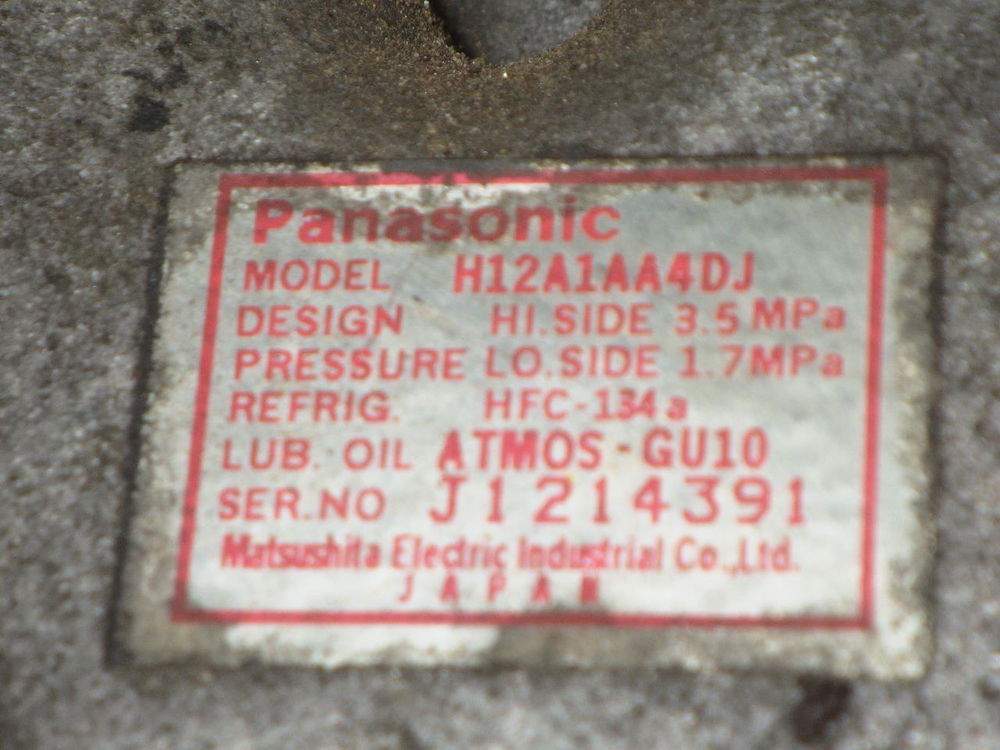 Panasonic
MODEL H12A1AA4DJ
DESIGN HI.SIDE 3.5 MPa
PRESSURE LO.SIDE 1.7MPa
REFRIG. HFC-134a
LUB. OIL ATMOS-GU10
SER.NO J1214391
Matsushita Electric Industrial Co.,Ltd.
JAPAN